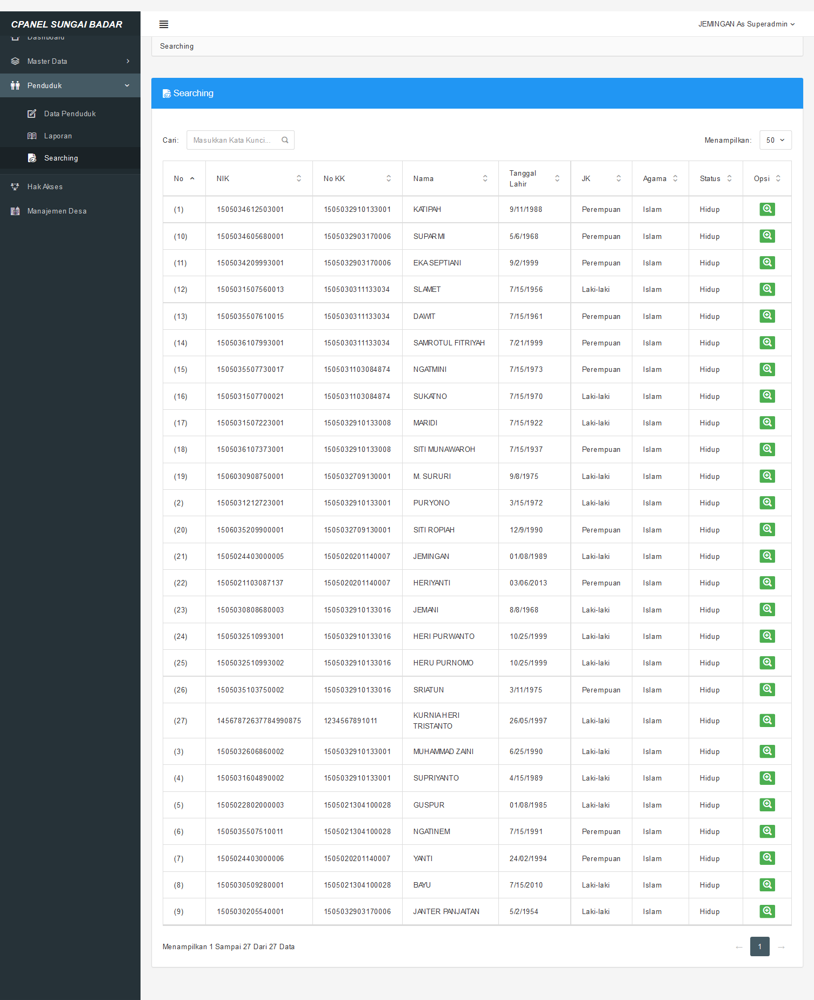 CPANEL SUNGAI BADAR
JEMINGAN As Superadmin
Dashboard
Master Data
Penduduk
Data Penduduk
Laporan
Searching
Hak Akses
Manajemen Desa
Searching
Searching
Cari: Masukkan Kata Kunci... Menampilkan: 50
No NIK No KK Nama Tanggal Lahir JK Agama Status Opsi
(1) 1505034612503001 1505032910133001 KATIPAH 9/11/1988 Perempuan Islam Hidup
(10) 1505034605680001 1505032903170006 SUPARMI 5/6/1968 Perempuan Islam Hidup
(11) 1505034209993001 1505032903170006 EKA SEPTIANI 9/2/1999 Perempuan Islam Hidup
(12) 1505031507560013 1505030311133034 SLAMET 7/15/1956 Laki-laki Islam Hidup
(13) 1505035507610015 1505030311133034 DAWIT 7/15/1961 Perempuan Islam Hidup
(14) 1505036107993001 1505030311133034 SAMROTUL FITRIYAH 7/21/1999 Perempuan Islam Hidup
(15) 1505035507730017 1505031103084874 NGATMINI 7/15/1973 Perempuan Islam Hidup
(16) 1505031507700021 1505031103084874 SUKATNO 7/15/1970 Laki-laki Islam Hidup
(17) 1505031507223001 1505032910133008 MARIDI 7/15/1922 Laki-laki Islam Hidup
(18) 1505036107373001 1505032910133008 SITI MUNAWAROH 7/15/1937 Perempuan Islam Hidup
(19) 1506030908750001 1505032709130001 M. SURURI 9/8/1975 Laki-laki Islam Hidup
(2) 1505031212723001 1505032910133001 PURYONO 3/15/1972 Laki-laki Islam Hidup
(20) 1506035209900001 1505032709130001 SITI ROPIAH 12/9/1990 Perempuan Islam Hidup
(21) 1505024403000005 1505020201140007 JEMINGAN 01/08/1989 Laki-laki Islam Hidup
(22) 1505021103087137 1505020201140007 HERIYANTI 03/06/2013 Perempuan Islam Hidup
(23) 1505030808680003 1505032910133016 JEMANI 8/8/1968 Laki-laki Islam Hidup
(24) 1505032510993001 1505032910133016 HERI PURWANTO 10/25/1999 Laki-laki Islam Hidup
(25) 1505032510993002 1505032910133016 HERU PURNOMO 10/25/1999 Laki-laki Islam Hidup
(26) 1505035103750002 1505032910133016 SRIATUN 3/11/1975 Perempuan Islam Hidup
(27) 14567872637784990875 1234567891011 KURNIA HERI TRISTANTO 26/05/1997 Laki-laki Islam Hidup
(3) 1505032606860002 1505032910133001 MUHAMMAD ZAINI 6/25/1990 Laki-laki Islam Hidup
(4) 1505031604890002 1505032910133001 SUPRIYANTO 4/15/1989 Laki-laki Islam Hidup
(5) 1505022802000003 1505021304100028 GUSPUR 01/08/1985 Laki-laki Islam Hidup
(6) 1505035507510011 1505021304100028 NGATINEM 7/15/1991 Perempuan Islam Hidup
(7) 1505024403000006 1505020201140007 YANTI 24/02/1994 Perempuan Islam Hidup
(8) 1505030509280001 1505021304100028 BAYU 7/15/2010 Laki-laki Islam Hidup
(9) 1505030205540001 1505032903170006 JANTER PANJAITAN 5/2/1954 Laki-laki Islam Hidup
Menampilkan 1 Sampai 27 Dari 27 Data ← 1 →